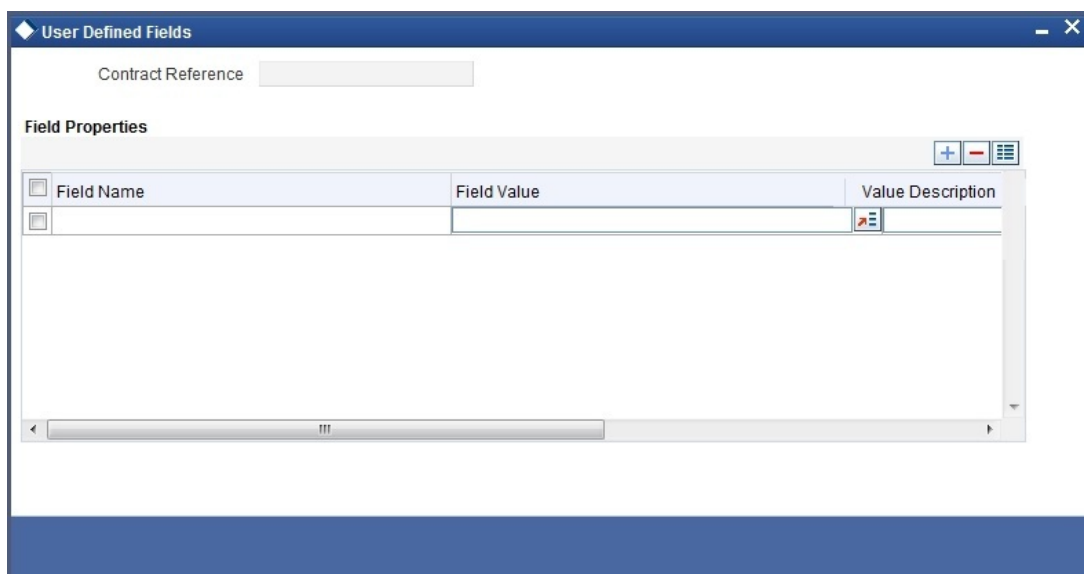 User Defined Fields
Contract Reference
Field Properties
Field Name Field Value Value Description